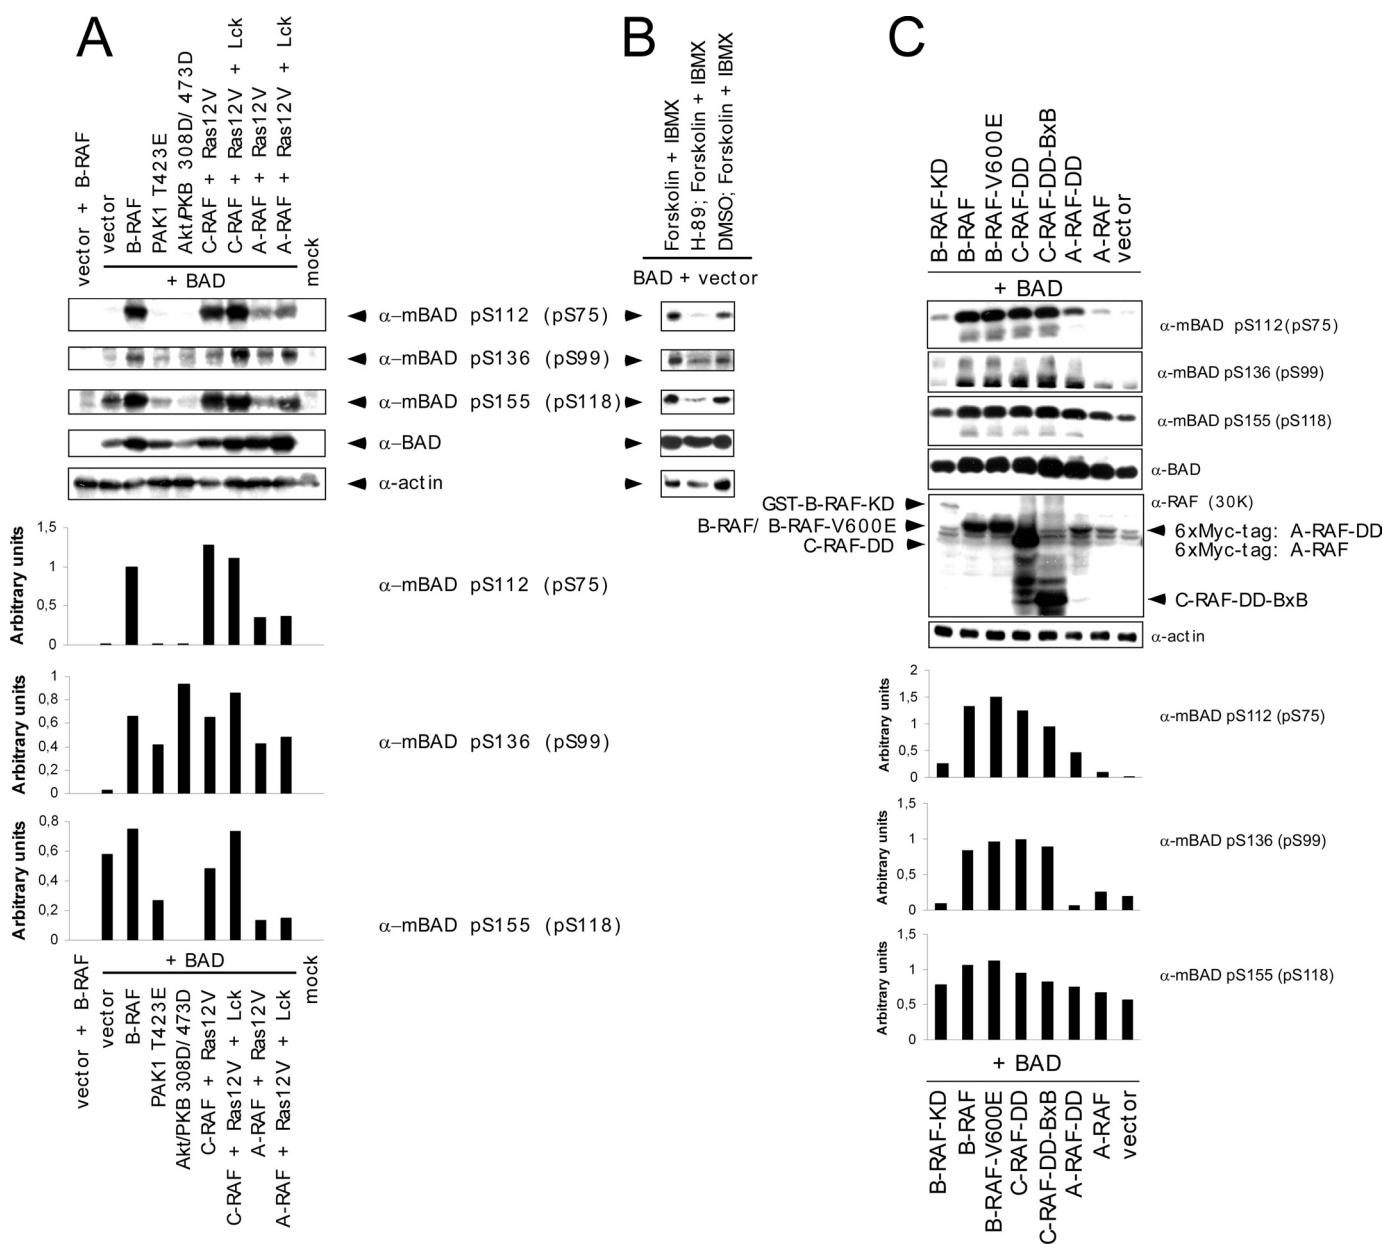 A
vector + B-RAF
vector
B-RAF
PAK1 T423E
Akt/PKB 308D/ 473D
C-RAF + Ras12V
C-RAF + Ras12V + Lck
A-RAF + Ras12V
A-RAF + Ras12V + Lck
mock
+ BAD
α–mBAD pS112 (pS75)
α–mBAD pS136 (pS99)
α–mBAD pS155 (pS118)
α–BAD
α-actin
Arbitrary units
1,5
1
0,5
0
α–mBAD pS112 (pS75)
Arbitrary units
1
0,8
0,6
0,4
0,2
0
α–mBAD pS136 (pS99)
Arbitrary units
0,8
0,6
0,4
0,2
0
α–mBAD pS155 (pS118)
+ BAD
vector + B-RAF
vector
B-RAF
PAK1 T423E
Akt/PKB 308D/ 473D
C-RAF + Ras12V
C-RAF + Ras12V + Lck
A-RAF + Ras12V
A-RAF + Ras12V + Lck
mock
B
Forskolin + IBMX
H-89; Forskolin + IBMX
DMSO; Forskolin + IBMX
BAD + vector
C
B-RAF-KD
B-RAF
B-RAF-V600E
C-RAF-DD
C-RAF-DD-BxB
A-RAF-DD
A-RAF
vector
+ BAD
α-mBAD pS112(pS75)
α-mBAD pS136 (pS99)
α-mBAD pS155 (pS118)
α-BAD
α-RAF (30K)
GST-B-RAF-KD
B-RAF/ B-RAF-V600E
C-RAF-DD
6xMyc-tag: A-RAF-DD
6xMyc-tag: A-RAF
C-RAF-DD-BxB
α-actin
Arbitrary units
2
1,5
1
0,5
0
α-mBAD pS112 (pS75)
Arbitrary units
1,5
1
0,5
0
α-mBAD pS136 (pS99)
Arbitrary units
1,5
1
0,5
0
α-mBAD pS155 (pS118)
+ BAD
B-RAF-KD
B-RAF
B-RAF-V600E
C-RAF-DD
C-RAF-DD-BxB
A-RAF-DD
A-RAF
vector